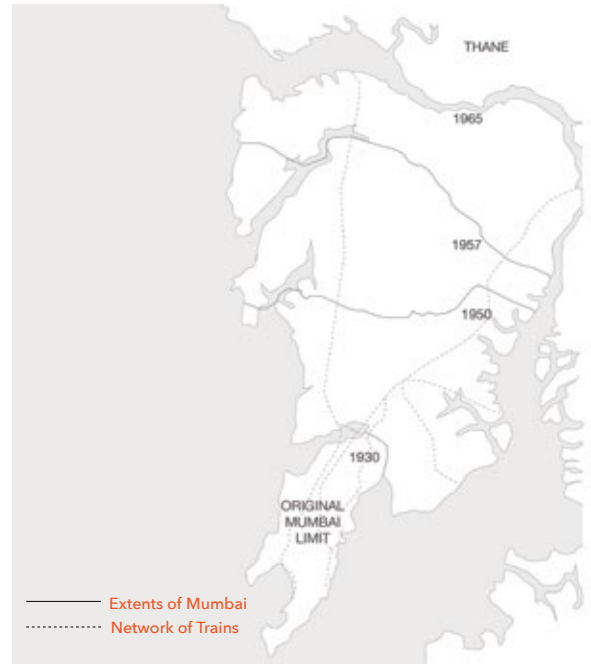 THANE
1965
1957
1950
1930
ORIGINAL
MUMBAI
LIMIT
Extents of Mumbai
Network of Trains